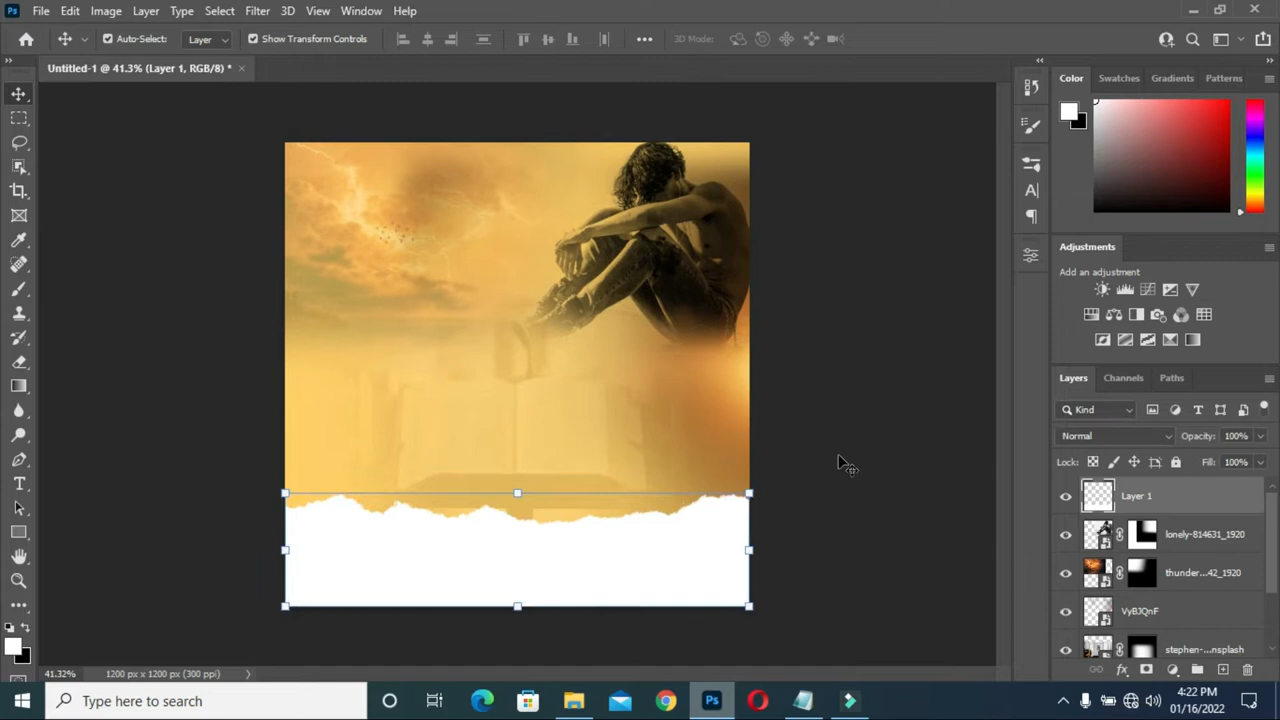 Ps File Edit Image Layer Type Select Filter 3D View Window Help
Auto-Select: Layer Show Transform Controls 3D Mode:
Untitled-1 @ 41.3% (Layer 1, RGB/8) *
Color Swatches Gradients Patterns
Adjustments
Add an adjustment
Layers Channels Paths
Kind
Normal Opacity: 100%
Lock: Fill: 100%
Layer 1
lonely-814631_1920
thunder...42_1920
VyBJQnF
stephen-...nsplash
41.32% 1200 px x 1200 px (300 ppi)
Type here to search
4:22 PM
01/16/2022